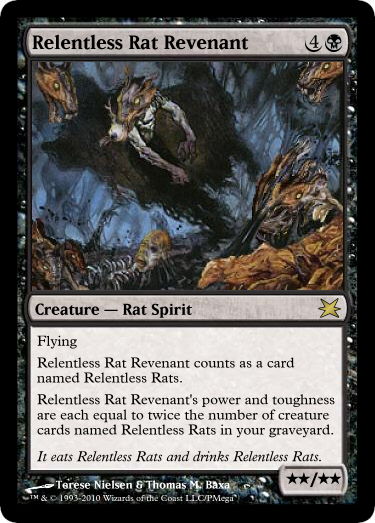 Relentless Rat Revenant 4
Creature — Rat Spirit
Flying
Relentless Rat Revenant counts as a card
named Relentless Rats.
Relentless Rat Revenant's power and toughness
are each equal to twice the number of creature
cards named Relentless Rats in your graveyard.
It eats Relentless Rats and drinks Relentless Rats.
★★/★★
Terese Nielsen & Thomas M. Baxa
™ & © 1993-2010 Wizards of the Coast LLC/PMega